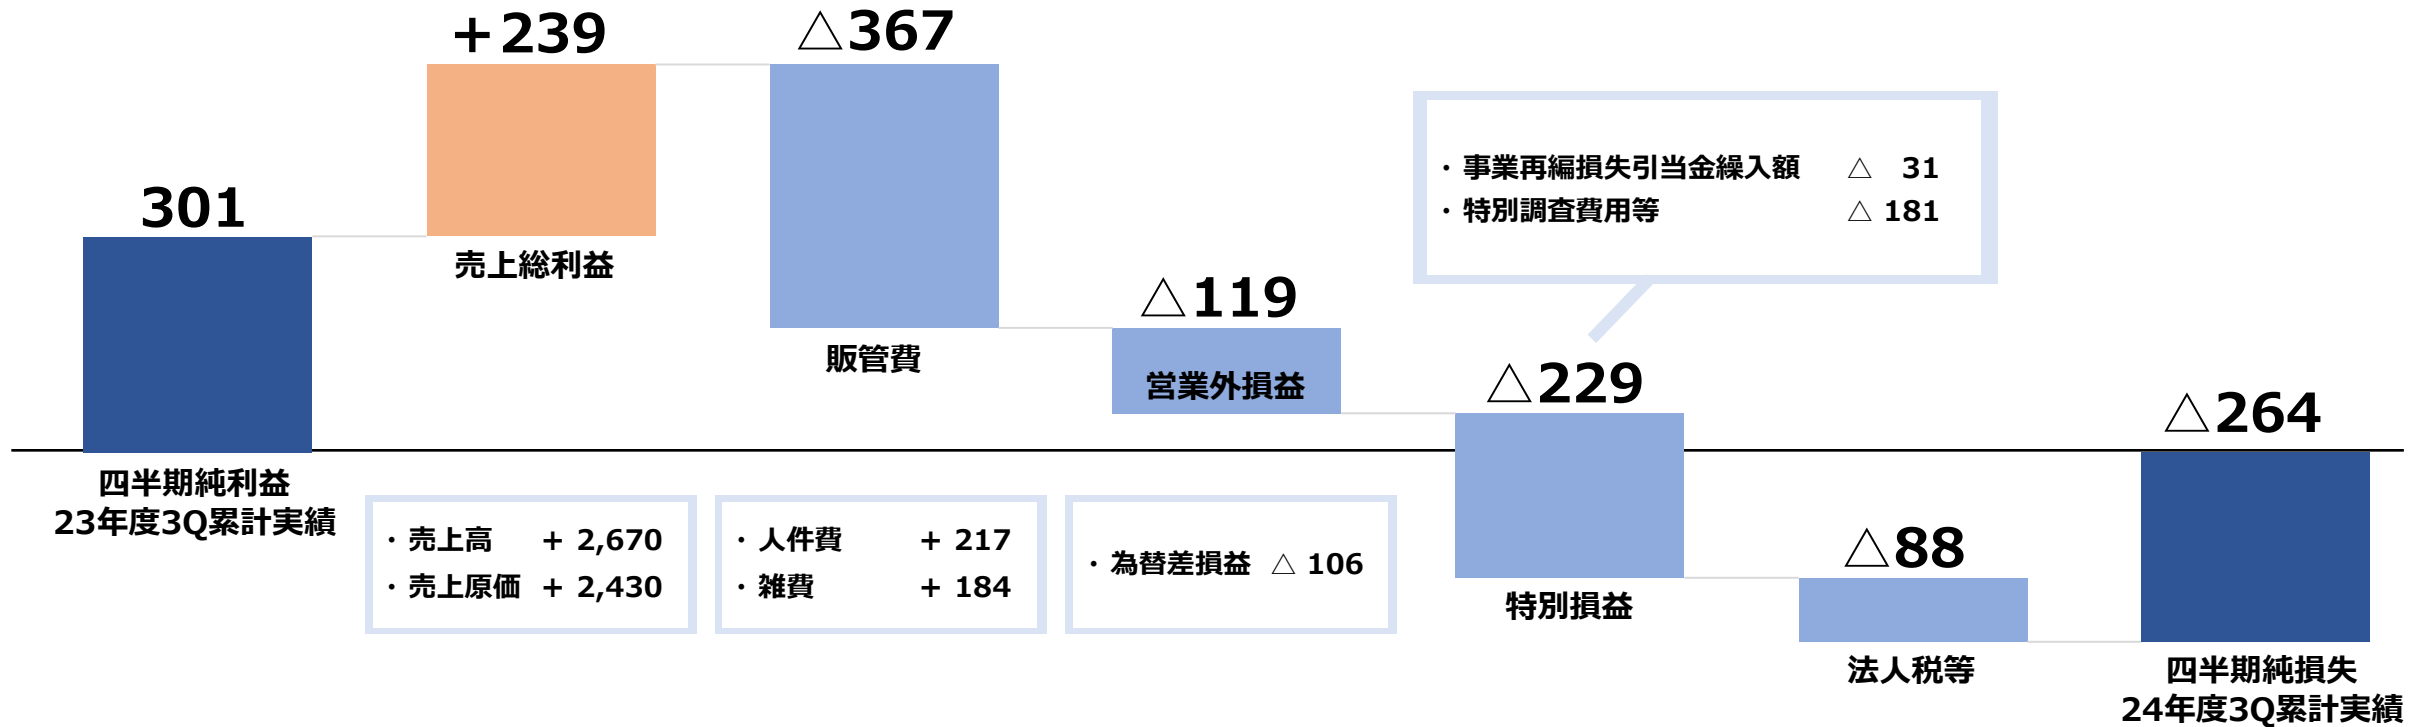 301
四半期純利益
23年度3Q累計実績
＋239
売上総利益
・売上高 + 2,670
・売上原価 + 2,430
△367
販管費
・人件費 + 217
・雑費 + 184
△119
営業外損益
・為替差損益 △ 106
・事業再編損失引当金繰入額 △ 31
・特別調査費用等 △ 181
△229
特別損益
△88
法人税等
△264
四半期純損失
24年度3Q累計実績